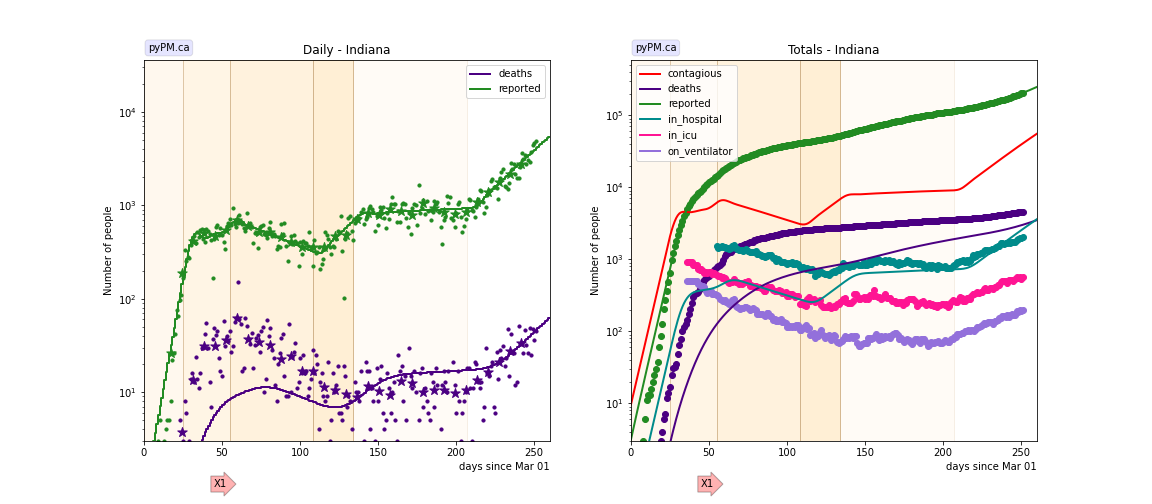 pyPM.ca
Daily - Indiana
deaths
reported
Number of people
10⁴
10³
10²
10¹
0 50 100 150 200 250
days since Mar 01
X1
pyPM.ca
Totals - Indiana
contagious
deaths
reported
in_hospital
in_icu
on_ventilator
Number of people
10⁵
10⁴
10³
10²
10¹
0 50 100 150 200 250
days since Mar 01
X1